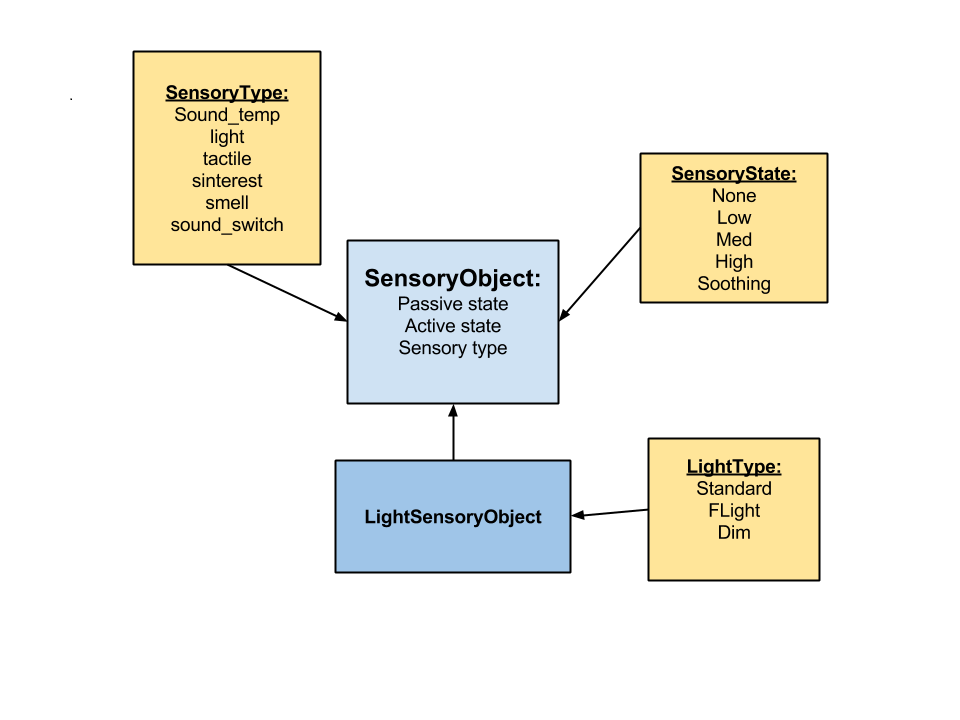 SensoryType:
Sound_temp
light
tactile
sinterest
smell
sound_switch
.
SensoryState:
None
Low
Med
High
Soothing
SensoryObject:
Passive state
Active state
Sensory type
LightType:
Standard
FLight
Dim
LightSensoryObject